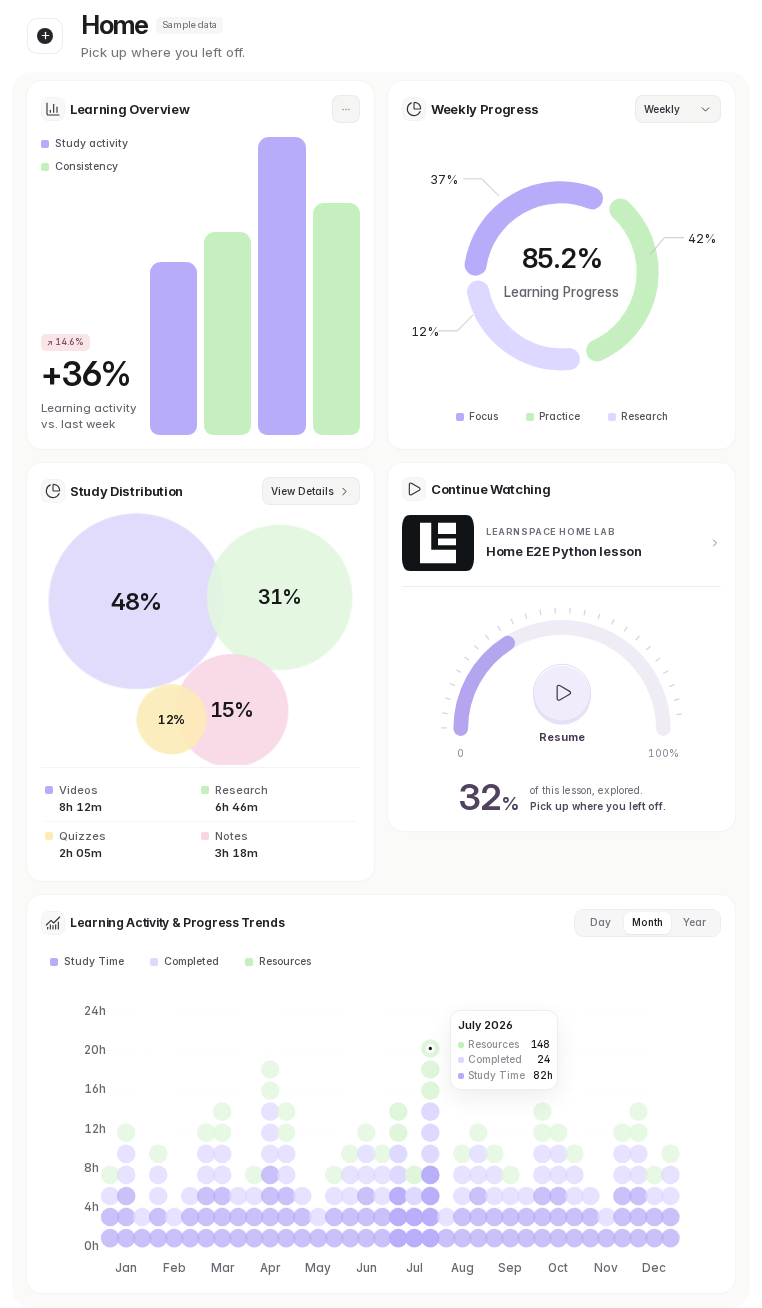 Home
Sample data
Pick up where you left off.
Learning Overview
...
Study activity
Consistency
14.6%
+36%
Learning activity
vs. last week
Weekly Progress
Weekly
37%
42%
12%
85.2%
Learning Progress
Focus
Practice
Research
Study Distribution
View Details
48%
31%
15%
12%
Videos
8h 12m
Research
6h 46m
Quizzes
2h 05m
Notes
3h 18m
Continue Watching
LE
LEARNSPACE HOME LAB
Home E2E Python lesson
Resume
0
100%
32%
of this lesson, explored.
Pick up where you left off.
Learning Activity & Progress Trends
Day
Month
Year
Study Time
Completed
Resources
24h
20h
16h
12h
8h
4h
0h
July 2026
Resources 148
Completed 24
Study Time 82h
Jan
Feb
Mar
Apr
May
Jun
Jul
Aug
Sep
Oct
Nov
Dec